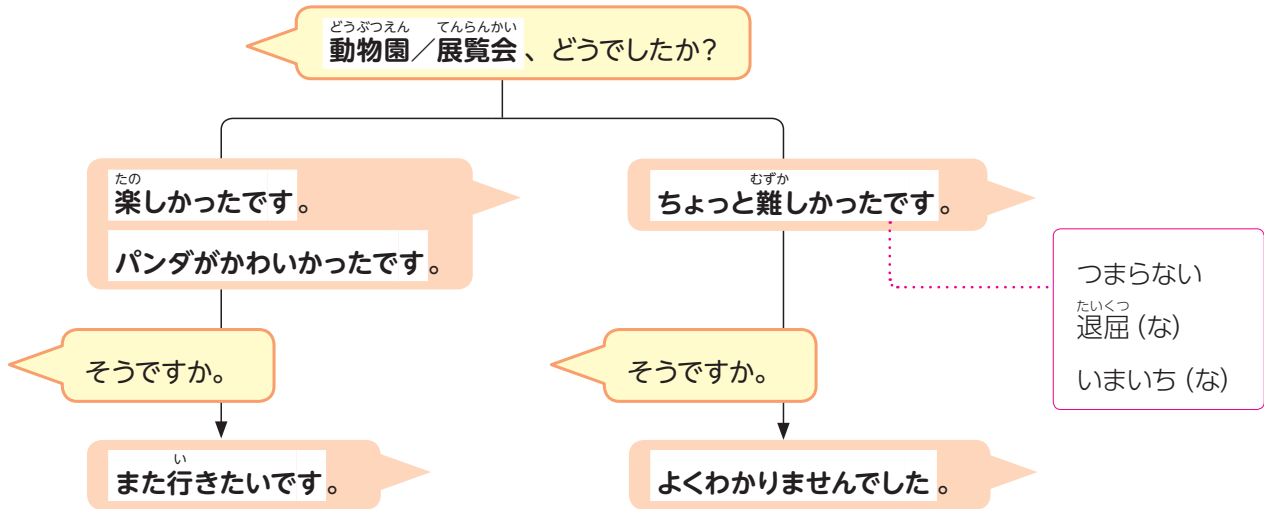 どうぶつえん てんらんかい
動物園／展覧会、どうでしたか？
たの
楽しかったです。
パンダがかわいかったです。
そうですか。
い
また行きたいです。
むずか
ちょっと難しかったです。
そうですか。
よくわかりませんでした。
つまらない
たいくつ
退屈（な）
いまいち（な）